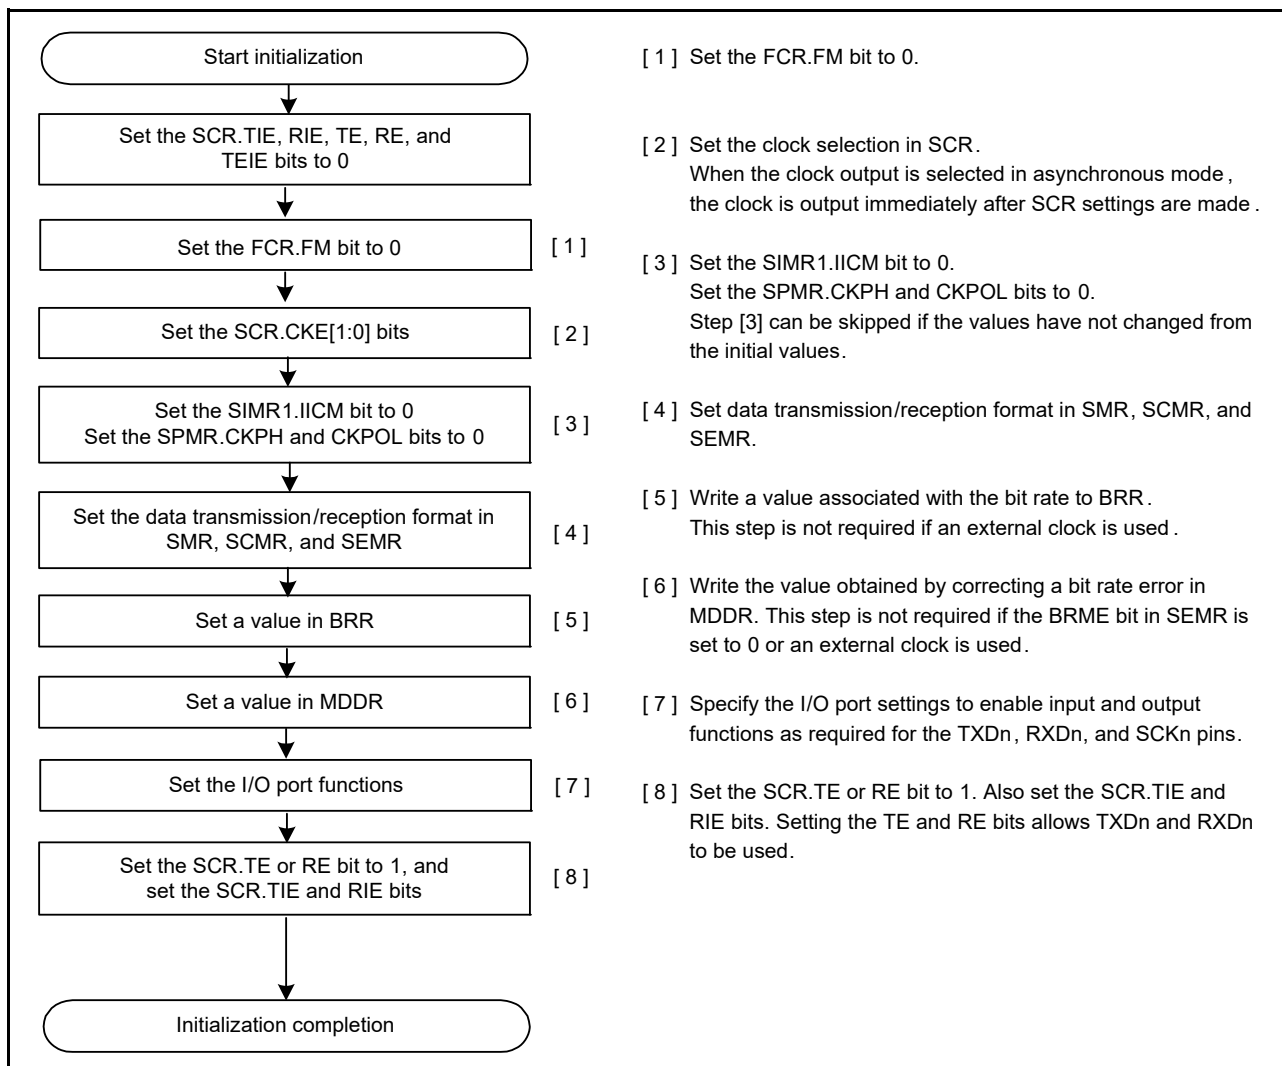 Start initialization
Set the SCR.TIE, RIE, TE, RE, and
TEIE bits to 0
Set the FCR.FM bit to 0
[ 1 ]
Set the SCR.CKE[1:0] bits
[ 2 ]
Set the SIMR1.IICM bit to 0
Set the SPMR.CKPH and CKPOL bits to 0
[ 3 ]
Set the data transmission/reception format in
SMR, SCMR, and SEMR
[ 4 ]
Set a value in BRR
[ 5 ]
Set a value in MDDR
[ 6 ]
Set the I/O port functions
[ 7 ]
Set the SCR.TE or RE bit to 1, and
set the SCR.TIE and RIE bits
[ 8 ]
Initialization completion
[ 1 ] Set the FCR.FM bit to 0.
[ 2 ] Set the clock selection in SCR.
When the clock output is selected in asynchronous mode,
the clock is output immediately after SCR settings are made.
[ 3 ] Set the SIMR1.IICM bit to 0.
Set the SPMR.CKPH and CKPOL bits to 0.
Step [3] can be skipped if the values have not changed from
the initial values.
[ 4 ] Set data transmission/reception format in SMR, SCMR, and
SEMR.
[ 5 ] Write a value associated with the bit rate to BRR.
This step is not required if an external clock is used.
[ 6 ] Write the value obtained by correcting a bit rate error in
MDDR. This step is not required if the BRME bit in SEMR is
set to 0 or an external clock is used.
[ 7 ] Specify the I/O port settings to enable input and output
functions as required for the TXDn, RXDn, and SCKn pins.
[ 8 ] Set the SCR.TE or RE bit to 1. Also set the SCR.TIE and
RIE bits. Setting the TE and RE bits allows TXDn and RXDn
to be used.